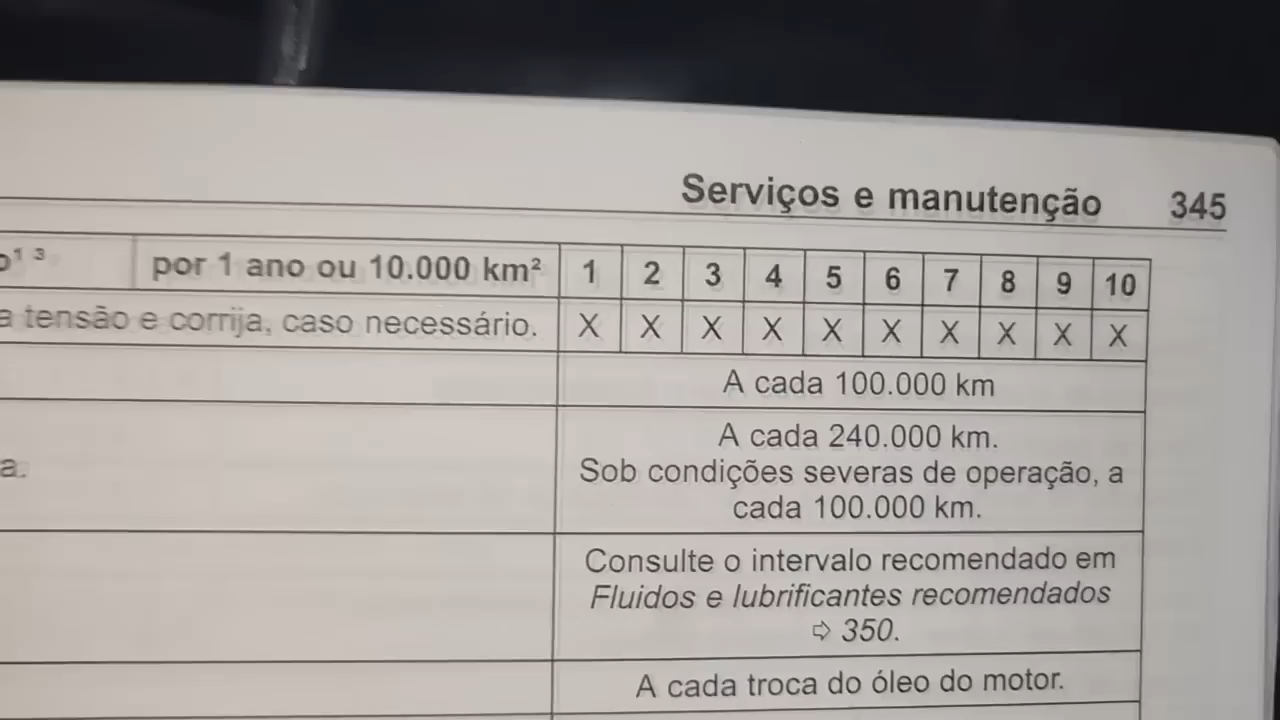 Serviços e manutenção 345
por 1 ano ou 10.000 km² 1 2 3 4 5 6 7 8 9 10
a tensão e corrija, caso necessário. X X X X X X X X X X
A cada 100.000 km
A cada 240.000 km.
Sob condições severas de operação, a
a. cada 100.000 km.
Consulte o intervalo recomendado em
Fluidos e lubrificantes recomendados
⇨ 350.
A cada troca do óleo do motor.